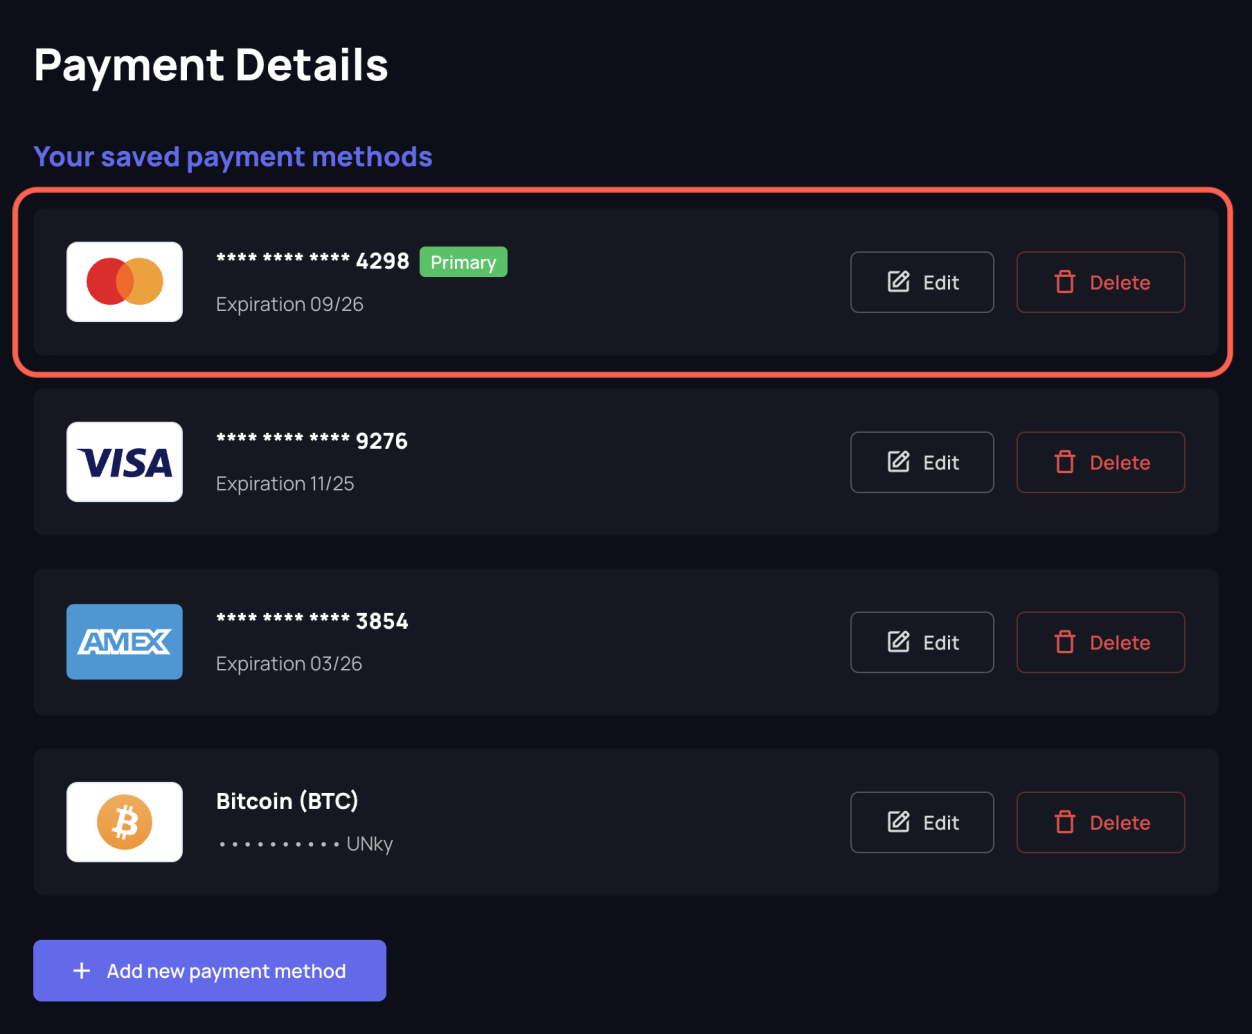 Payment Details
Your saved payment methods
**** **** **** 4298 Primary
Expiration 09/26
Edit
Delete
VISA
**** **** **** 9276
Expiration 11/25
Edit
Delete
AMEX
**** **** **** 3854
Expiration 03/26
Edit
Delete
Bitcoin (BTC)
• • • • • • • • • • UNky
Edit
Delete
+ Add new payment method